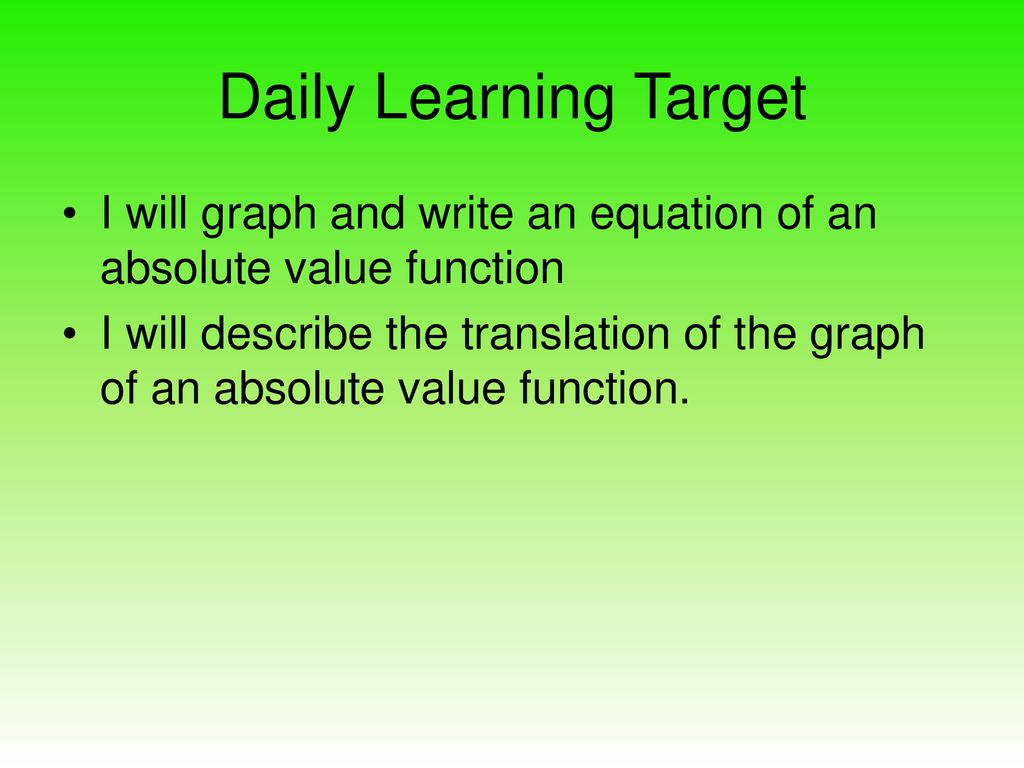 Daily Learning Target
• I will graph and write an equation of an
absolute value function
• I will describe the translation of the graph
of an absolute value function.